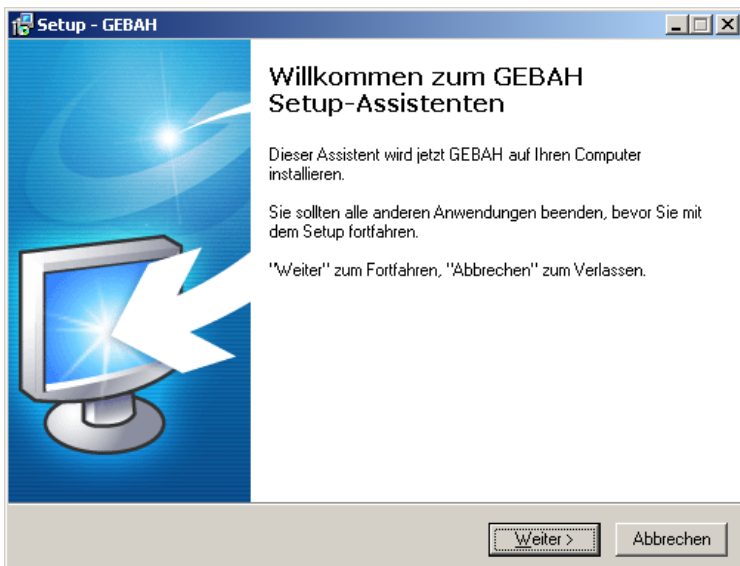 Setup - GEBAH
Willkommen zum GEBAH
Setup-Assistenten
Dieser Assistent wird jetzt GEBAH auf Ihren Computer
installieren.
Sie sollten alle anderen Anwendungen beenden, bevor Sie mit
dem Setup fortfahren.
"Weiter" zum Fortfahren, "Abbrechen" zum Verlassen.
Weiter >
Abbrechen